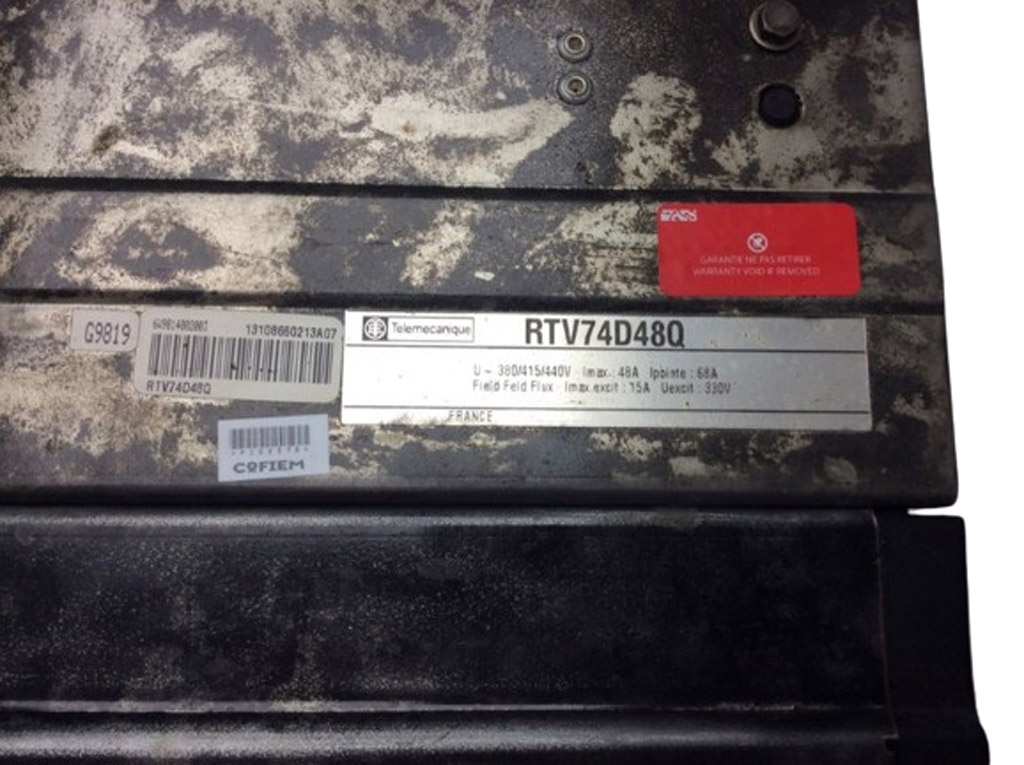 GARANTIE NE PAS RETIRER
WARRANTY VOID IF REMOVED
G9819
13108660213A07
RTV74D48Q
COFIEM
Telemecanique
RTV74D48Q
U ~ 380/415/440V Imax. : 48A Ipointe : 68A
Field Feld Flux Imax.excit : 15A Uexcit : 330V
FRANCE